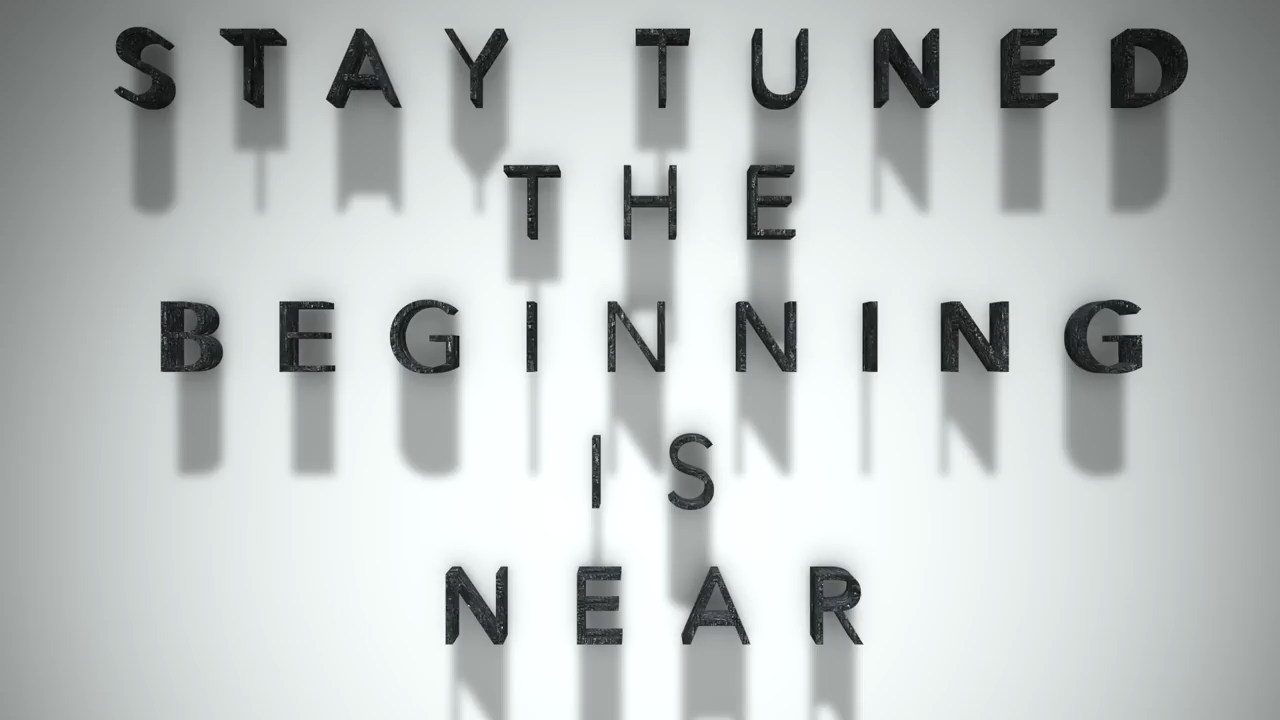 STAY TUNED
THE
BEGINNING
IS
NEAR